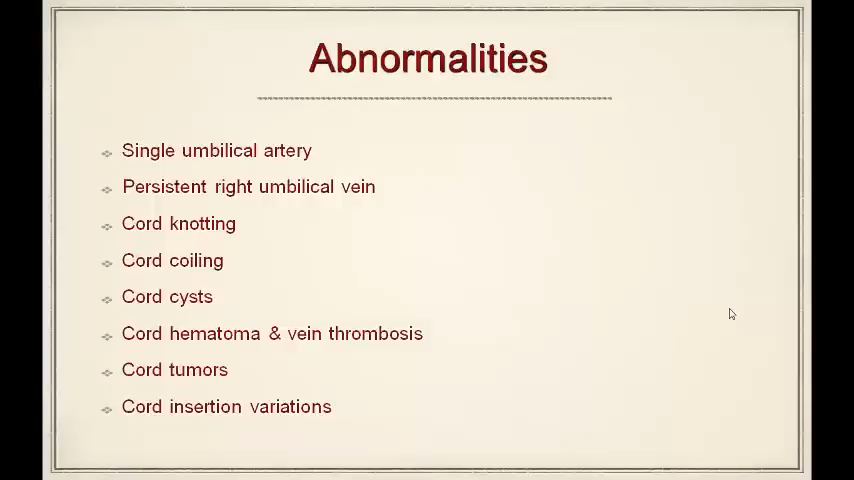 Abnormalities
Single umbilical artery
Persistent right umbilical vein
Cord knotting
Cord coiling
Cord cysts
Cord hematoma & vein thrombosis
Cord tumors
Cord insertion variations